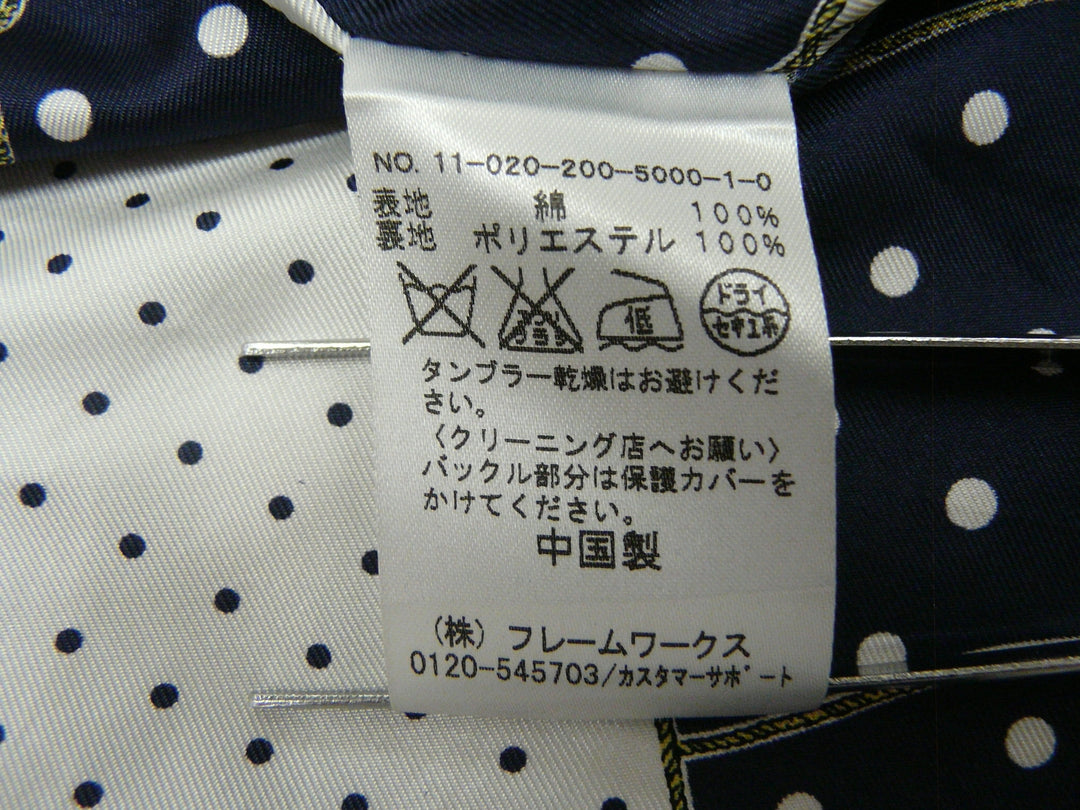 NO. 11-020-200-5000-1-0
表地 綿 100%
裏地 ポリエステル 100%
低
ドライ
セキユ系
タンブラー乾燥はお避けくだ
さい。
〈クリーニング店へお願い〉
バックル部分は保護カバーを
かけてください。
中国製
(株) フレームワークス
0120-545703/カスタマーサポート